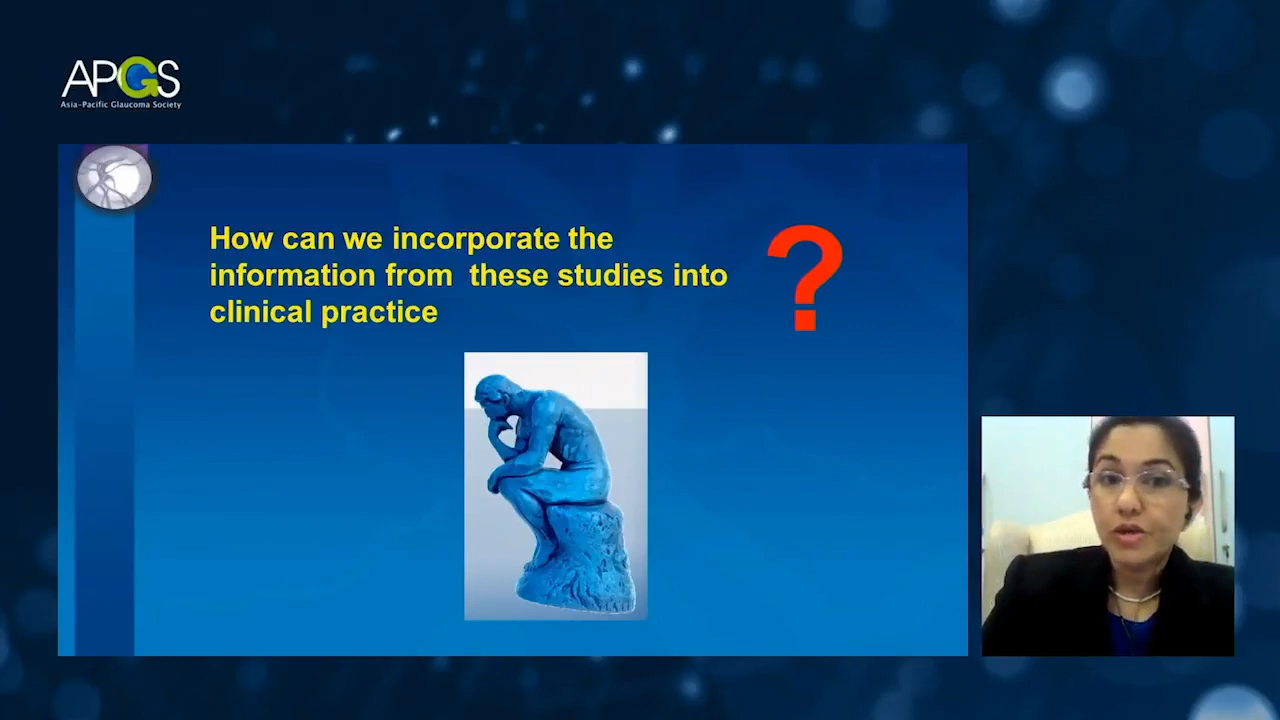 APGS
Asia-Pacific Glaucoma Society
How can we incorporate the
information from these studies into
clinical practice
?